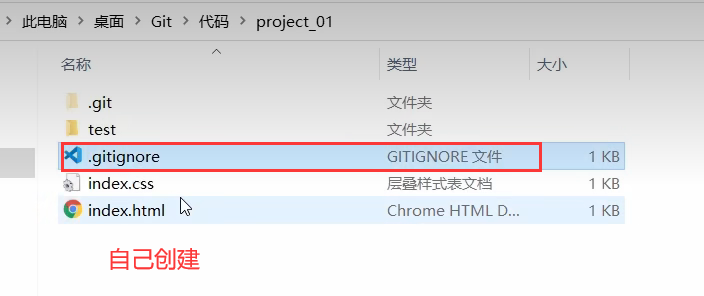 此电脑 > 桌面 > Git > 代码 > project_01
名称 类型 大小
.git 文件夹
test 文件夹
.gitignore GITIGNORE 文件 1 KB
index.css 层叠样式表文档 1 KB
index.html Chrome HTML D... 1 KB
自己创建